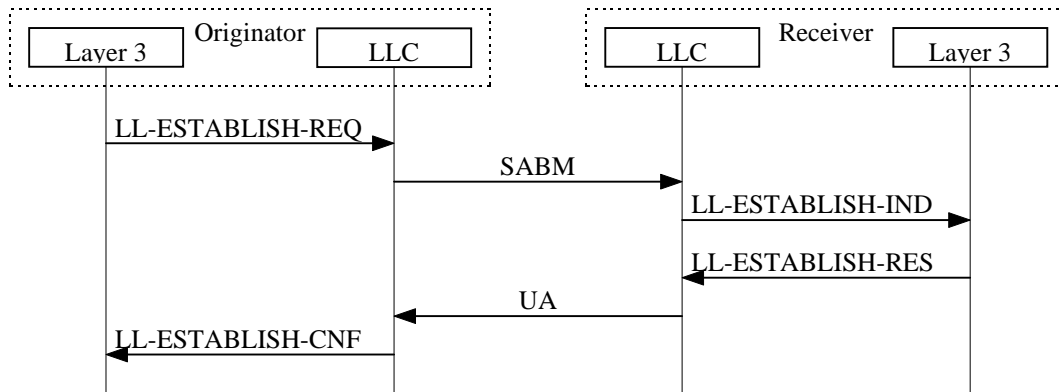 Originator
Receiver
Layer 3
LLC
LLC
Layer 3
LL-ESTABLISH-REQ
SABM
LL-ESTABLISH-IND
LL-ESTABLISH-RES
UA
LL-ESTABLISH-CNF